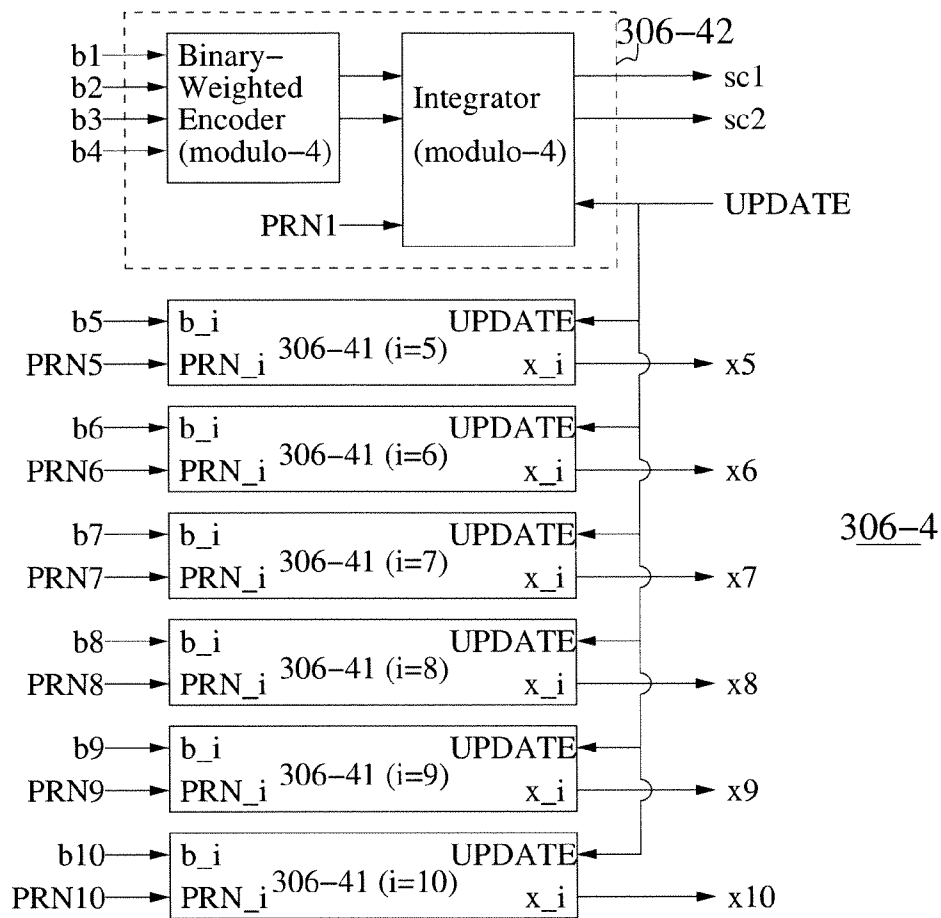 306-42
b1 Binary-
b2 Weighted
b3 Encoder
b4 (modulo-4)
Integrator
(modulo-4)
sc1
sc2
PRN1
UPDATE
b5 b_i UPDATE
PRN5 PRN_i 306-41 (i=5) x_i x5
b6 b_i UPDATE
PRN6 PRN_i 306-41 (i=6) x_i x6
b7 b_i UPDATE
PRN7 PRN_i 306-41 (i=7) x_i x7
306-4
b8 b_i UPDATE
PRN8 PRN_i 306-41 (i=8) x_i x8
b9 b_i UPDATE
PRN9 PRN_i 306-41 (i=9) x_i x9
b10 b_i UPDATE
PRN10 PRN_i 306-41 (i=10) x_i x10